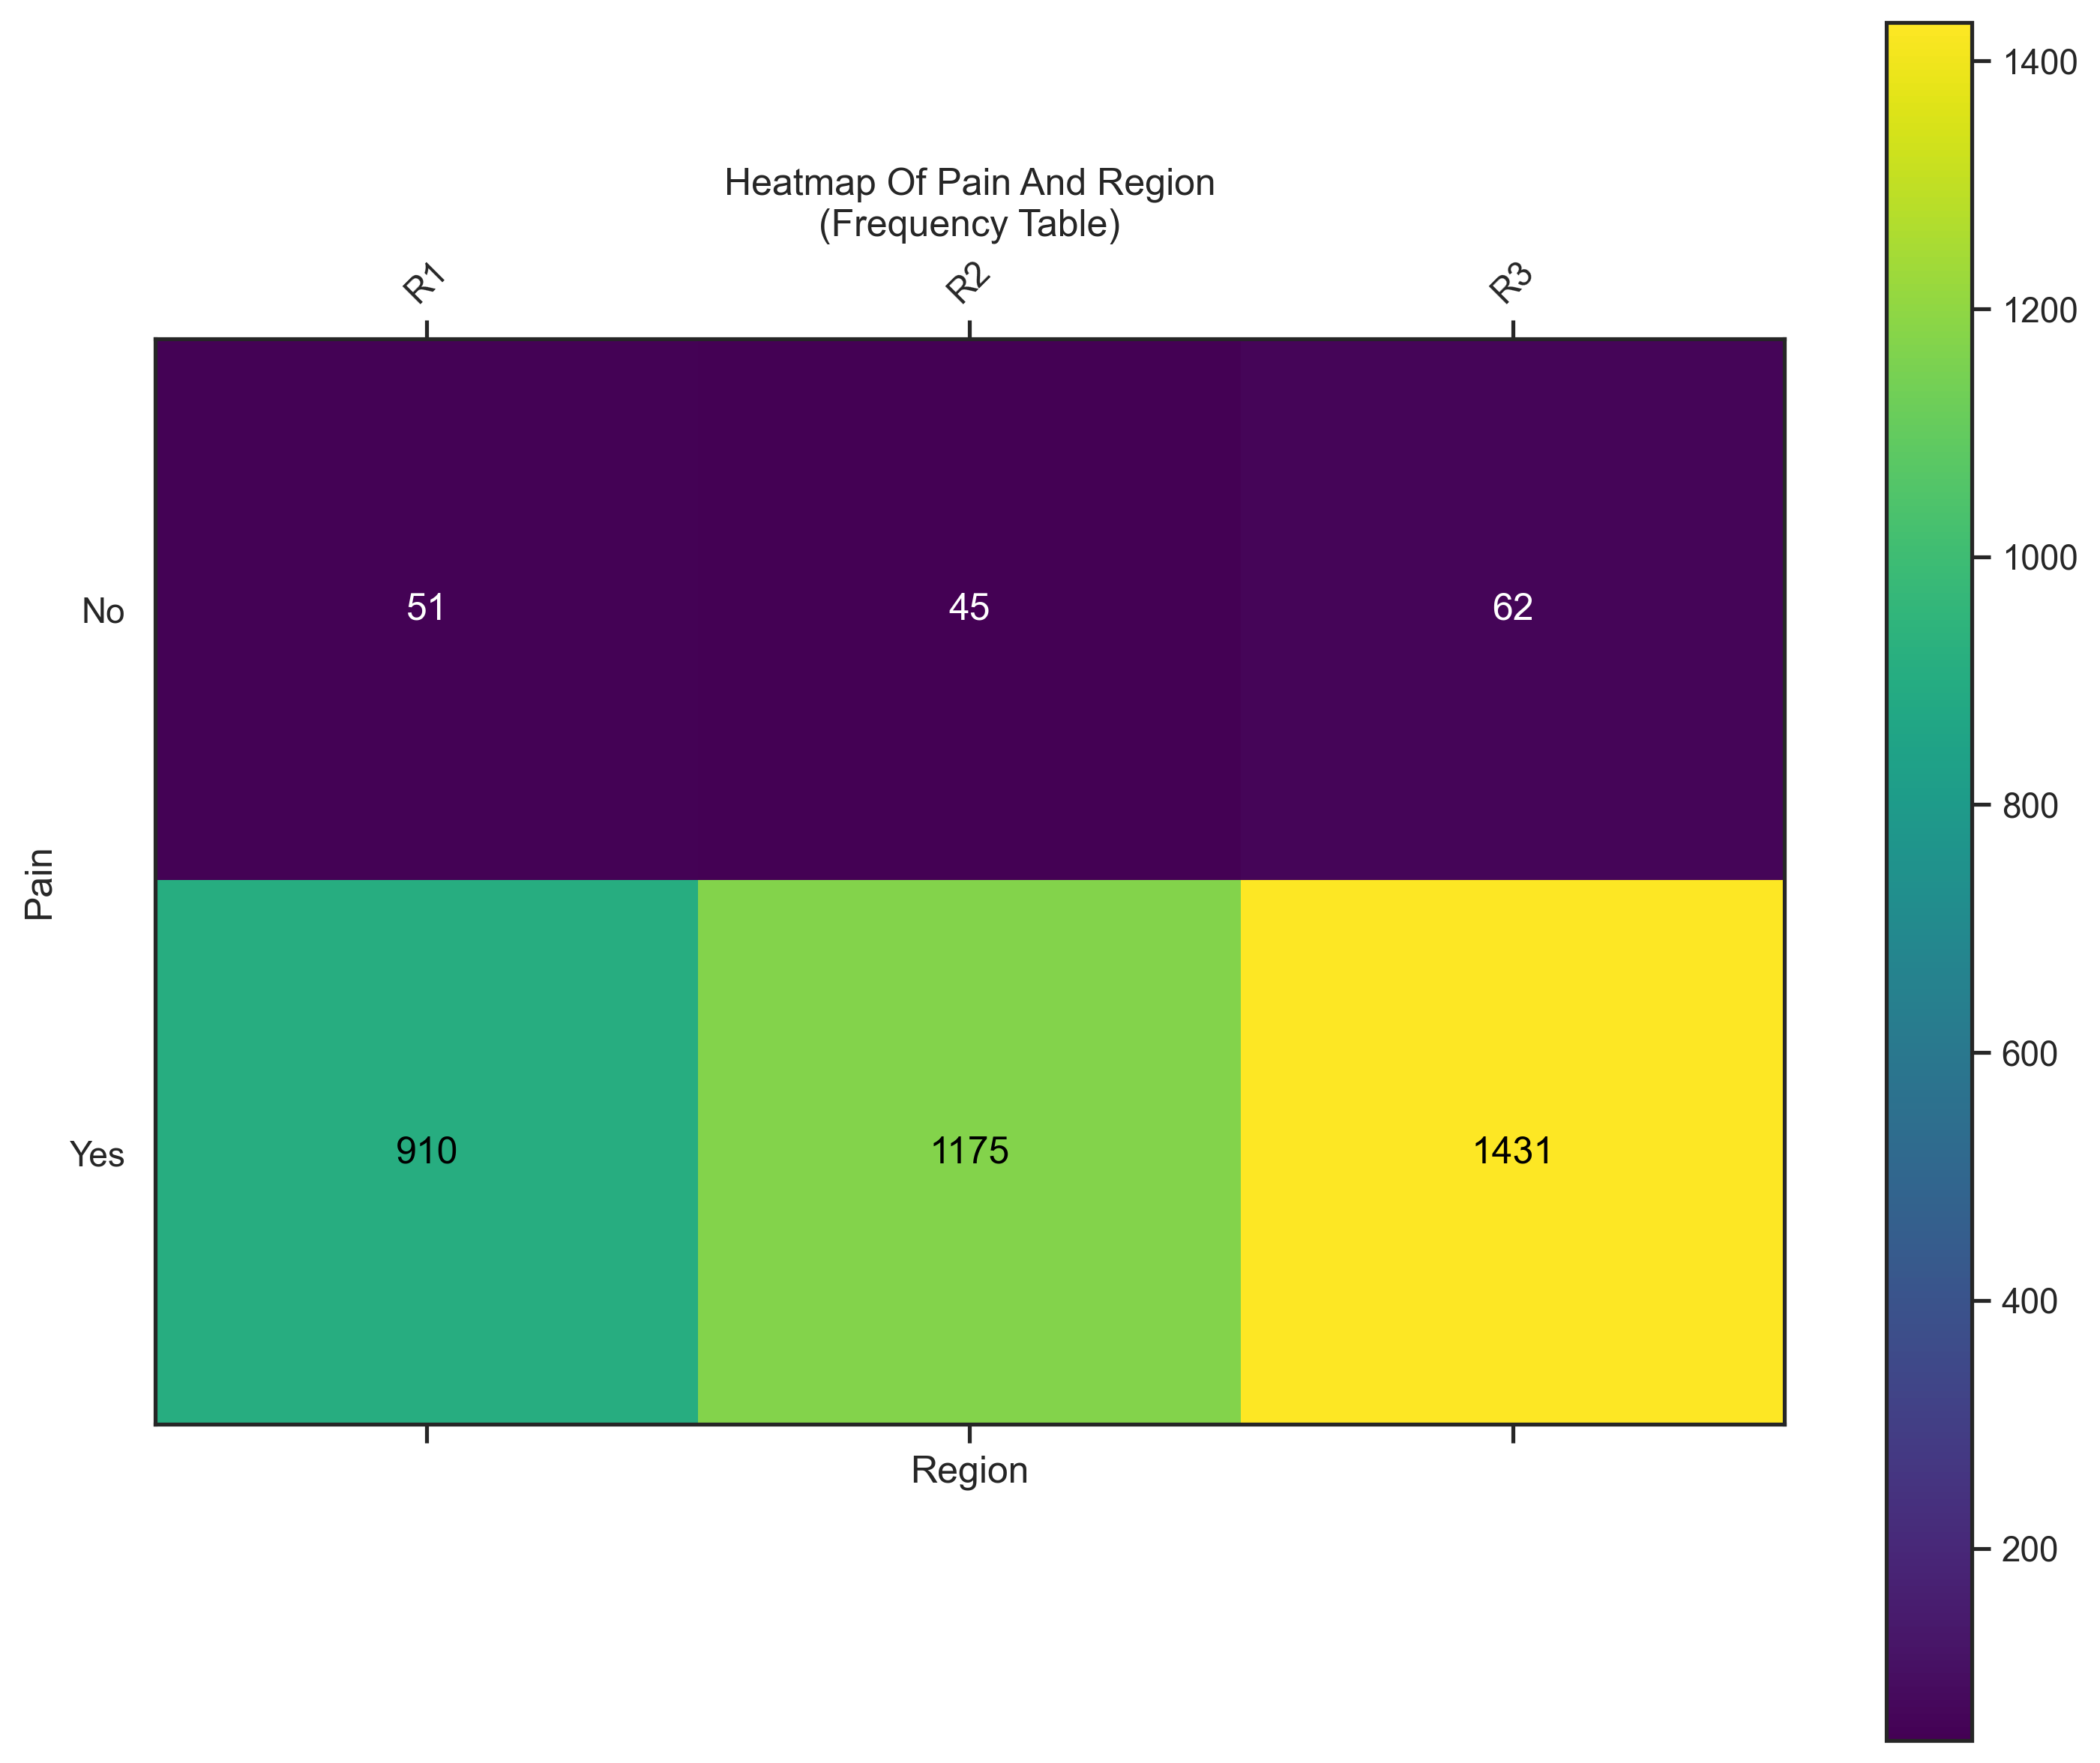 Heatmap Of Pain And Region
(Frequency Table)
R1 R2 R3
No 51 45 62
Pain
Yes 910 1175 1431
Region
1400
1200
1000
800
600
400
200